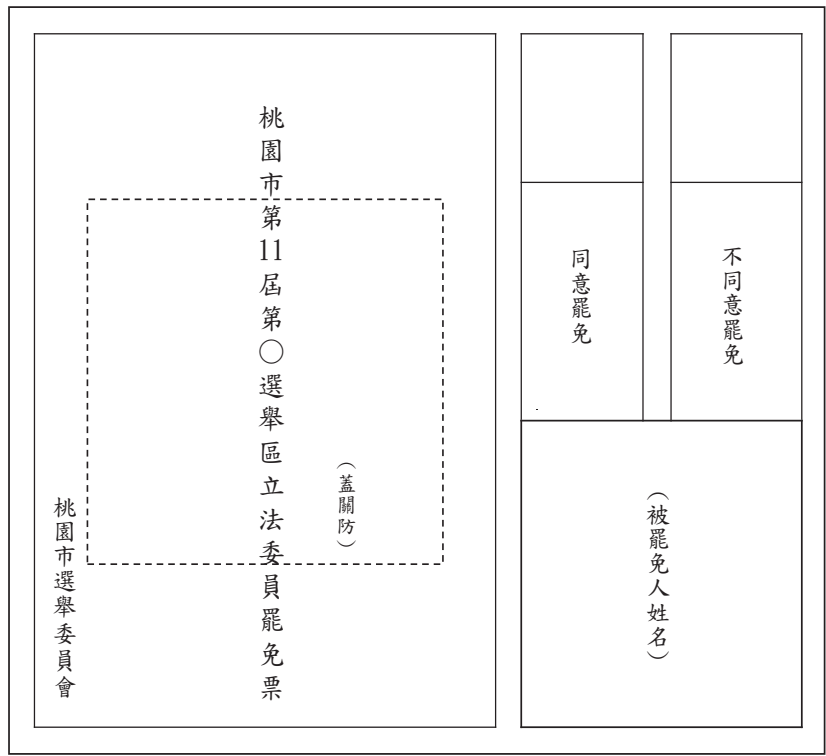 桃園市第11屆第○選舉區立法委員罷免票
（蓋關防）
桃園市選舉委員會
同意罷免
不同意罷免
（被罷免人姓名）